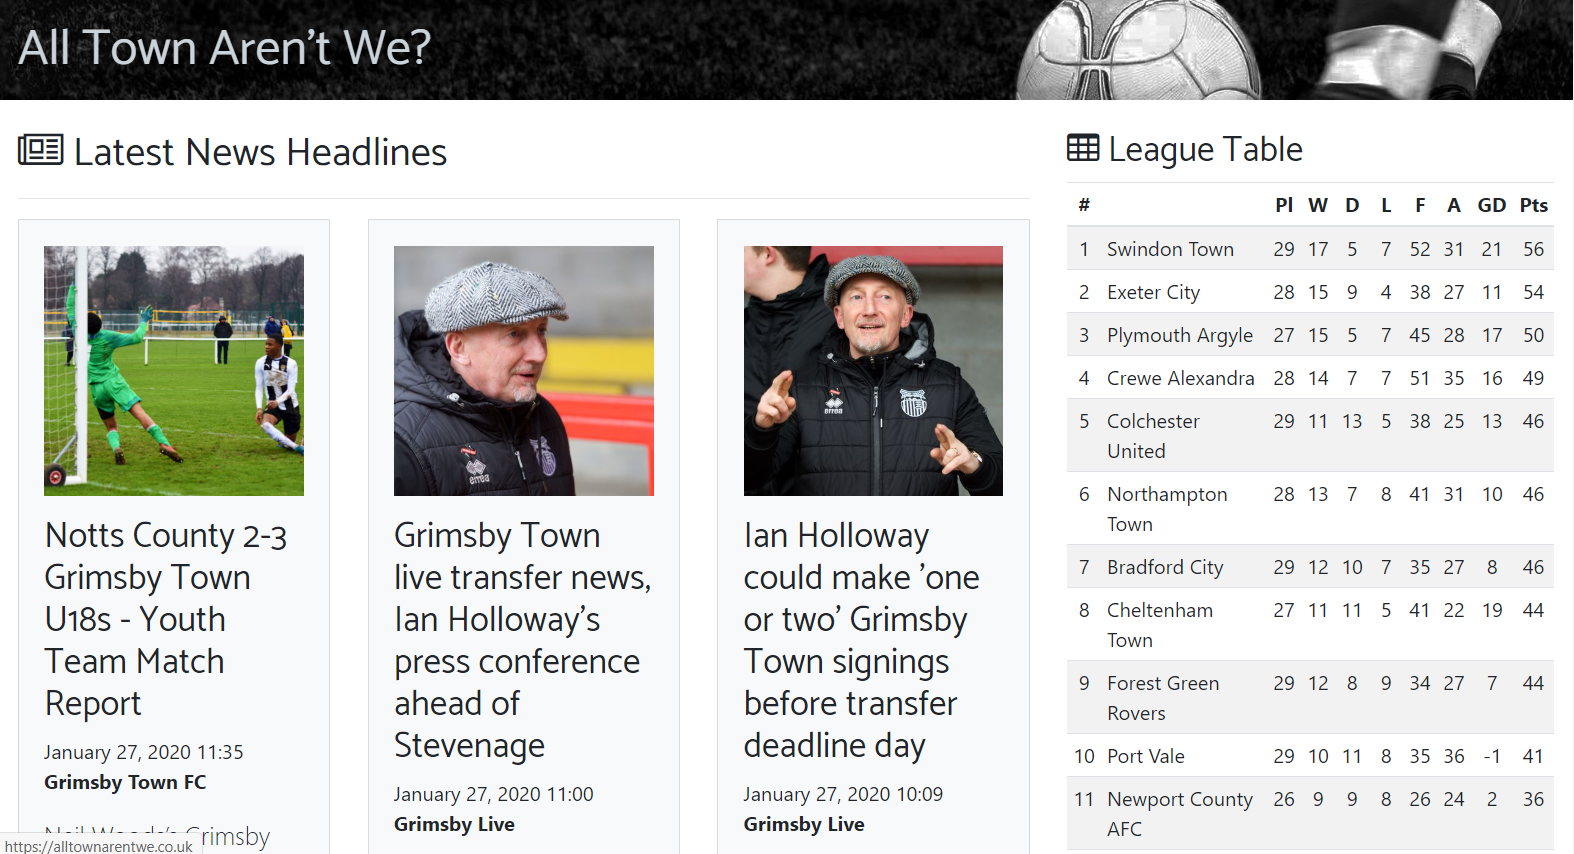 All Town Aren't We?
Latest News Headlines
Notts County 2-3
Grimsby Town
U18s - Youth
Team Match
Report
January 27, 2020 11:35
Grimsby Town FC
Neil Woods's Grimsby
Grimsby Town
live transfer news,
Ian Holloway's
press conference
ahead of
Stevenage
January 27, 2020 11:00
Grimsby Live
Ian Holloway
could make 'one
or two' Grimsby
Town signings
before transfer
deadline day
January 27, 2020 10:09
Grimsby Live
errea
errea
League Table
# Pl W D L F A GD Pts
1 Swindon Town 29 17 5 7 52 31 21 56
2 Exeter City 28 15 9 4 38 27 11 54
3 Plymouth Argyle 27 15 5 7 45 28 17 50
4 Crewe Alexandra 28 14 7 7 51 35 16 49
5 Colchester 29 11 13 5 38 25 13 46
United
6 Northampton 28 13 7 8 41 31 10 46
Town
7 Bradford City 29 12 10 7 35 27 8 46
8 Cheltenham 27 11 11 5 41 22 19 44
Town
9 Forest Green 29 12 8 9 34 27 7 44
Rovers
10 Port Vale 29 10 11 8 35 36 -1 41
11 Newport County 26 9 9 8 26 24 2 36
AFC
https://alltownarentwe.co.uk